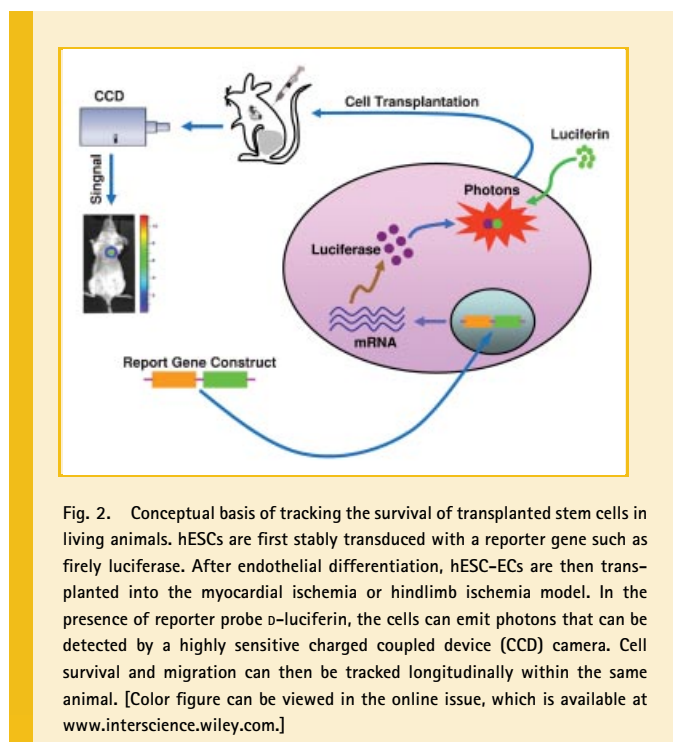 CCD
Cell Transplantation
Luciferin
Singnal
Photons
Luciferase
mRNA
Report Gene Construct
Fig. 2. Conceptual basis of tracking the survival of transplanted stem cells in
living animals. hESCs are first stably transduced with a reporter gene such as
firely luciferase. After endothelial differentiation, hESC-ECs are then trans-
planted into the myocardial ischemia or hindlimb ischemia model. In the
presence of reporter probe D-luciferin, the cells can emit photons that can be
detected by a highly sensitive charged coupled device (CCD) camera. Cell
survival and migration can then be tracked longitudinally within the same
animal. [Color figure can be viewed in the online issue, which is available at
www.interscience.wiley.com.]